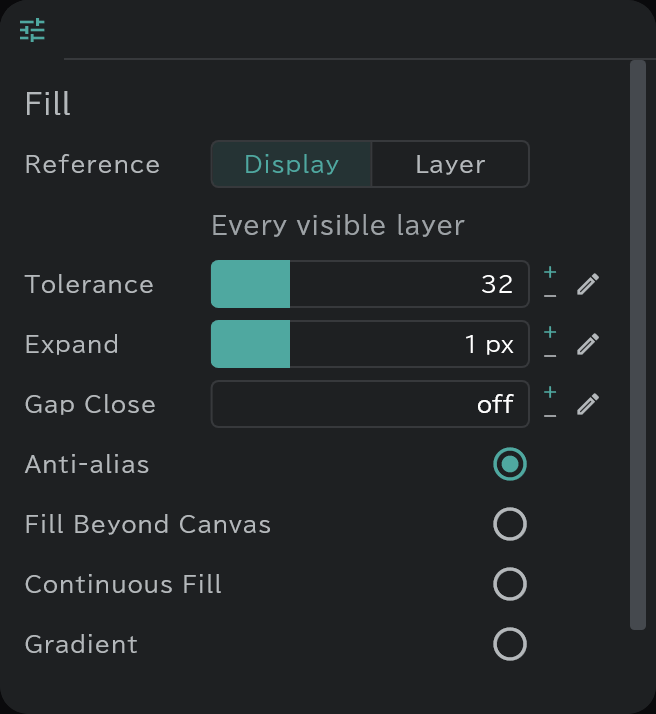 Fill
Reference Display Layer
Every visible layer
Tolerance 32 + −
Expand 1 px + −
Gap Close off + −
Anti-alias
Fill Beyond Canvas
Continuous Fill
Gradient